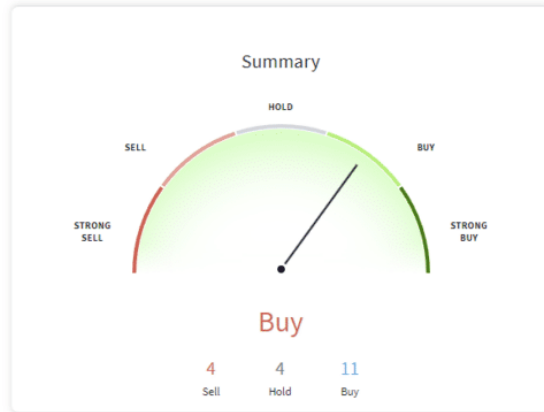 Summary
HOLD
SELL
BUY
STRONG
SELL
STRONG
BUY
Buy
4
4
11
Sell
Hold
Buy